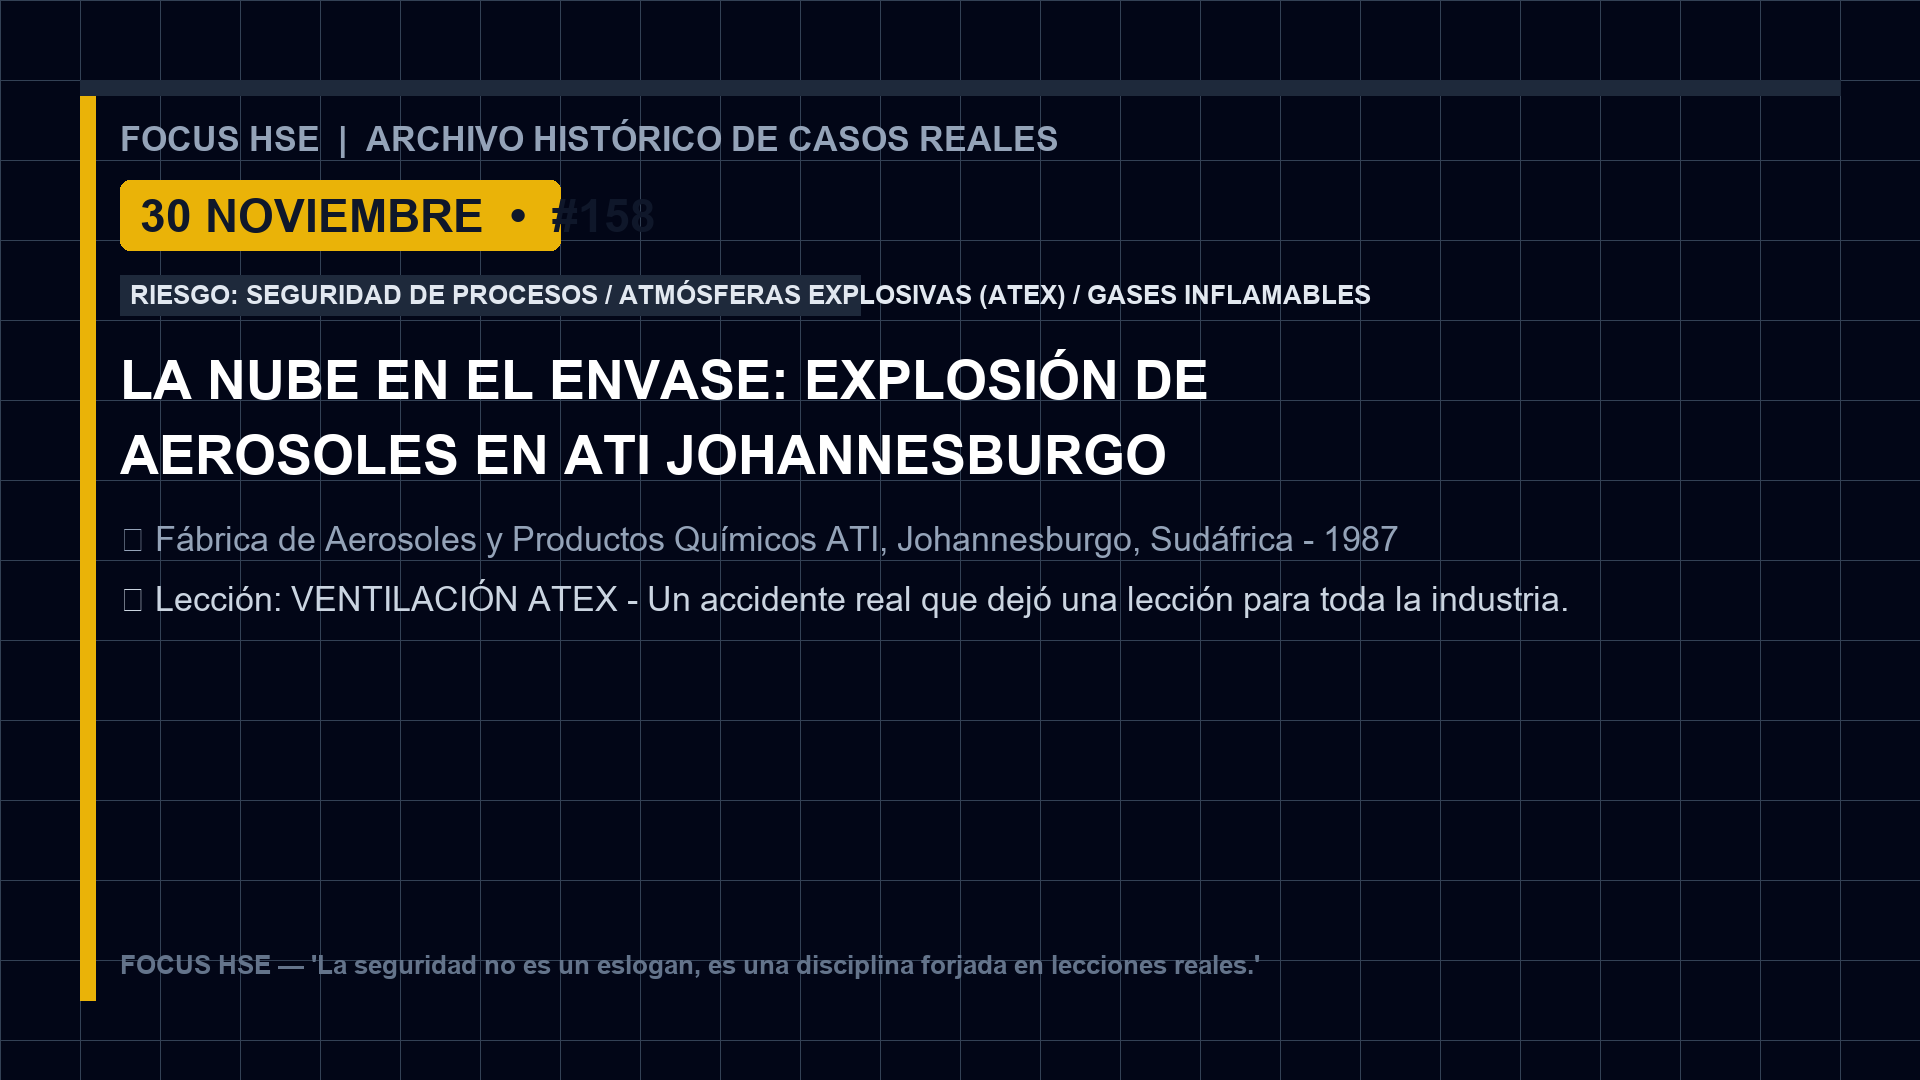 FOCUS HSE | ARCHIVO HISTÓRICO DE CASOS REALES
30 NOVIEMBRE • #158
RIESGO: SEGURIDAD DE PROCESOS / ATMÓSFERAS EXPLOSIVAS (ATEX) / GASES INFLAMABLES
LA NUBE EN EL ENVASE: EXPLOSIÓN DE
AEROSOLES EN ATI JOHANNESBURGO
Fábrica de Aerosoles y Productos Químicos ATI, Johannesburgo, Sudáfrica - 1987
Lección: VENTILACIÓN ATEX - Un accidente real que dejó una lección para toda la industria.
FOCUS HSE — 'La seguridad no es un eslogan, es una disciplina forjada en lecciones reales.'